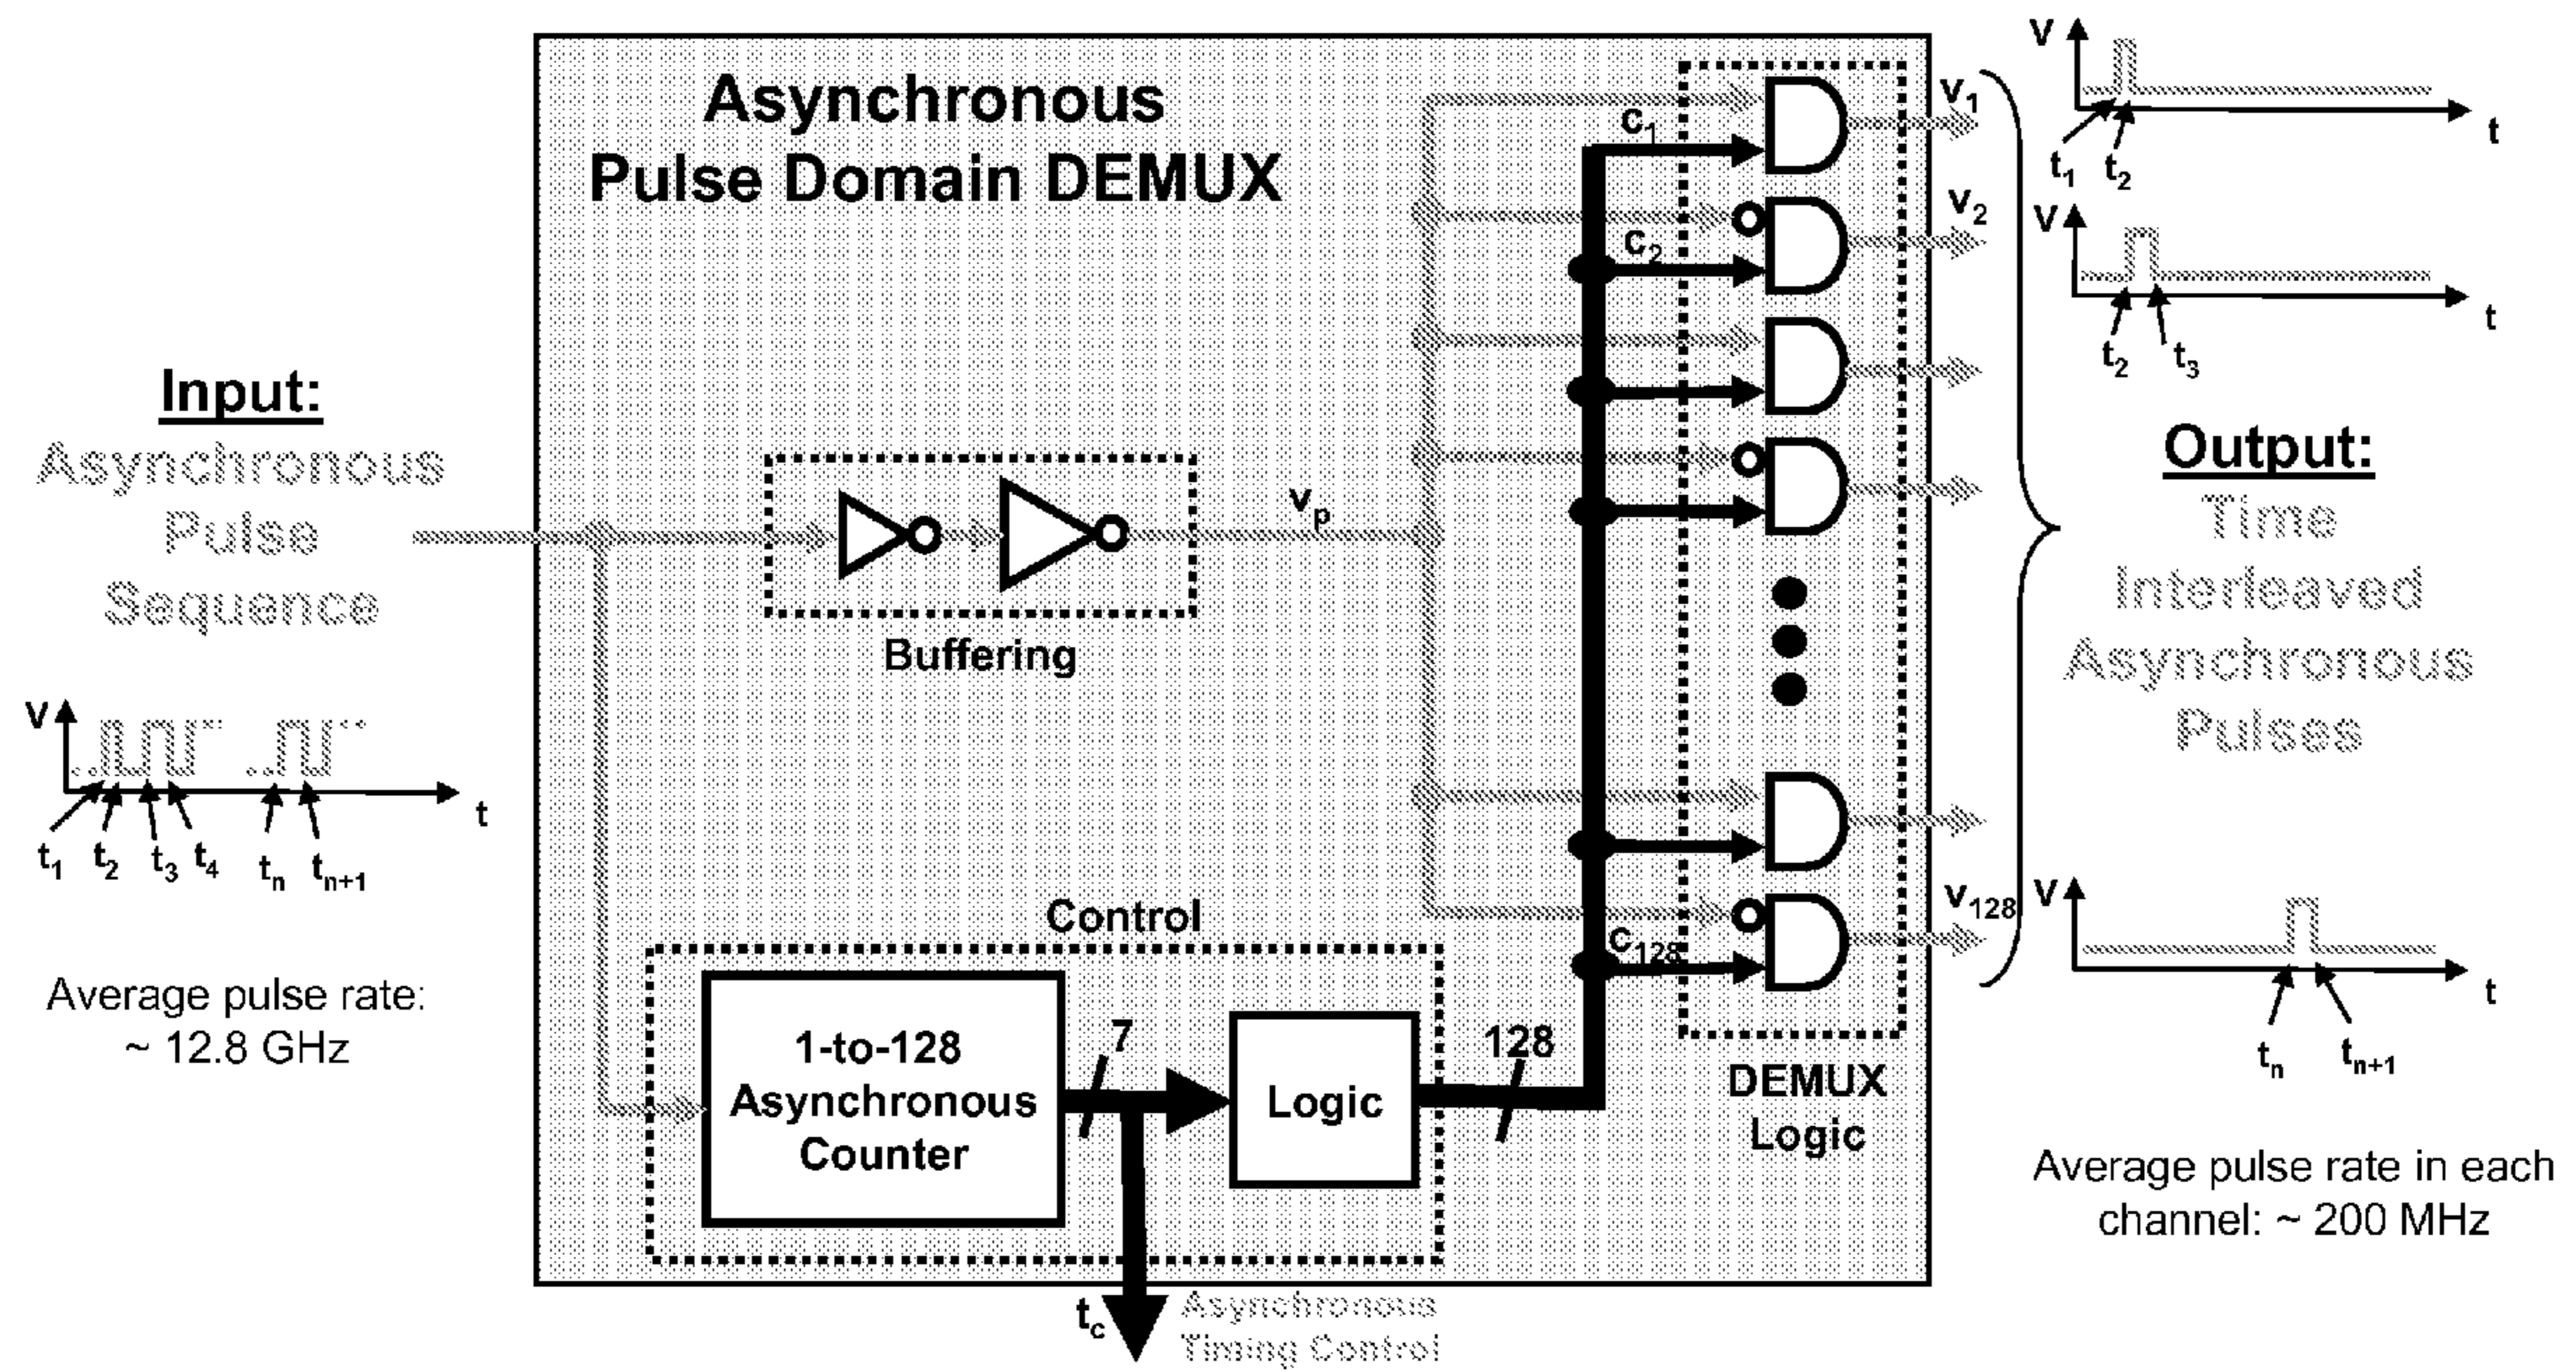 Asynchronous
Pulse Domain DEMUX
Input:
Asynchronous
Pulse
Sequence
V
t
t1
t2
t3
t4
tn
tn+1
Average pulse rate:
~ 12.8 GHz
Buffering
vp
Control
1-to-128
Asynchronous
Counter
7
Logic
128
tc
Asynchronous
Timing Control
c1
c2
c128
DEMUX
Logic
v1
v2
v128
V
t
t1
t2
V
t
t2
t3
Output:
Time
Interleaved
Asynchronous
Pulses
V
t
tn
tn+1
Average pulse rate in each
channel: ~ 200 MHz